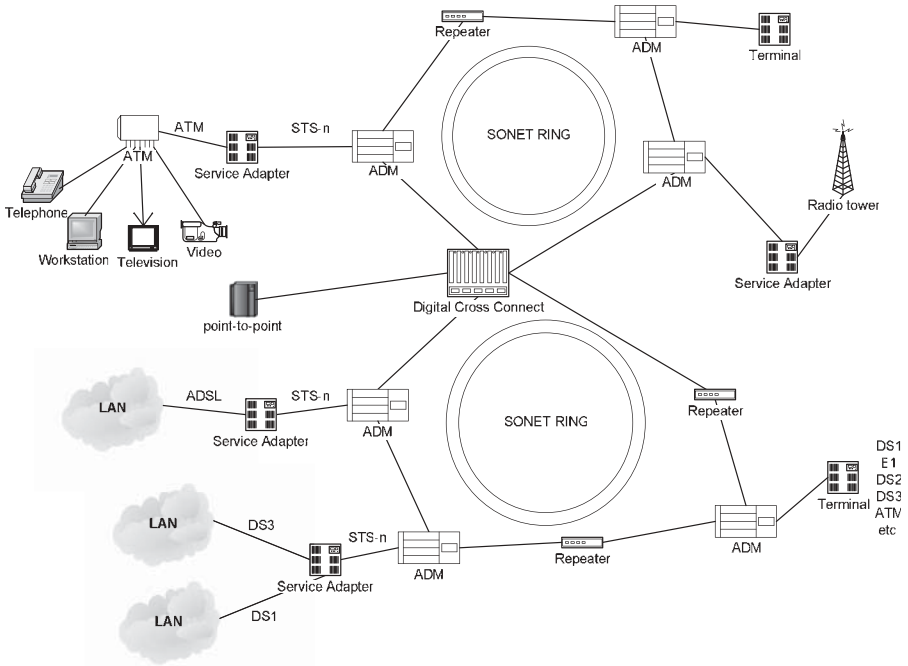 Repeater
ADM
Terminal
SONET RING
ATM
STS-n
ATM
Service Adapter
ADM
ADM
Telephone
Workstation
Television
Video
Radio tower
Service Adapter
Digital Cross Connect
point-to-point
LAN
ADSL
STS-n
Service Adapter
ADM
SONET RING
Repeater
DS1
E1
DS2
DS3
ATM
etc
Terminal
LAN
DS3
STS-n
Service Adapter
ADM
Repeater
ADM
LAN
DS1